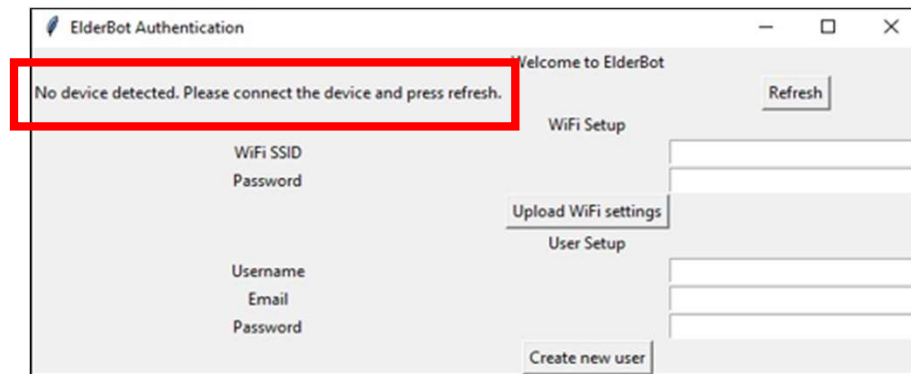 ElderBot Authentication
Welcome to ElderBot
No device detected. Please connect the device and press refresh.
Refresh
WiFi Setup
WiFi SSID
Password
Upload WiFi settings
User Setup
Username
Email
Password
Create new user